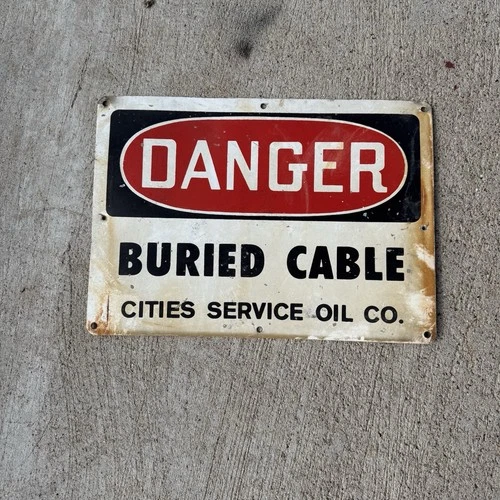 DANGER
BURIED CABLE
CITIES SERVICE OIL CO.